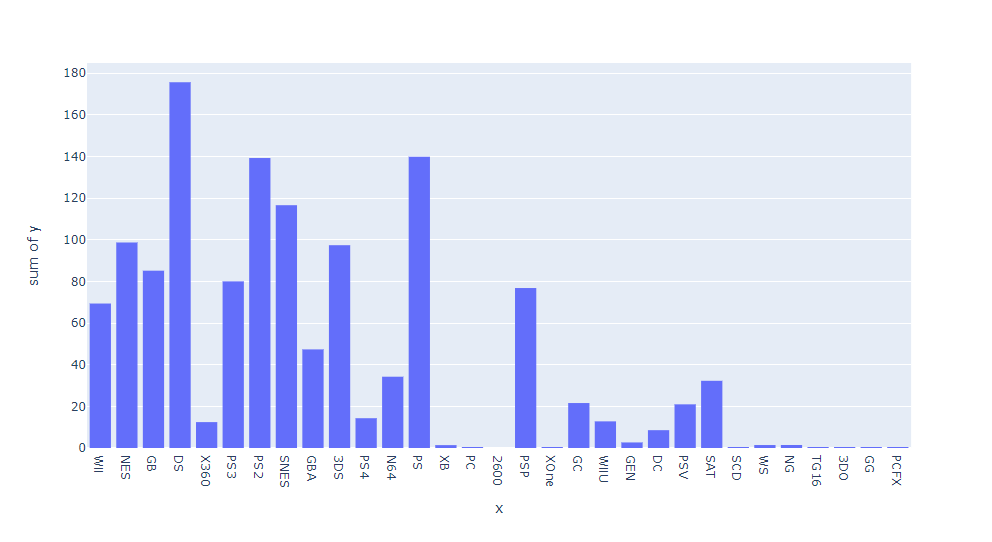 180
160
140
120
100
80
60
40
20
0
sum of y
WII
NES
GB
DS
X360
PS3
PS2
SNES
GBA
3DS
PS4
N64
PS
XB
PC
2600
PSP
XOne
GC
WIIU
GEN
DC
PSV
SAT
SCD
WS
NG
TG16
3DO
GG
PCFX
x